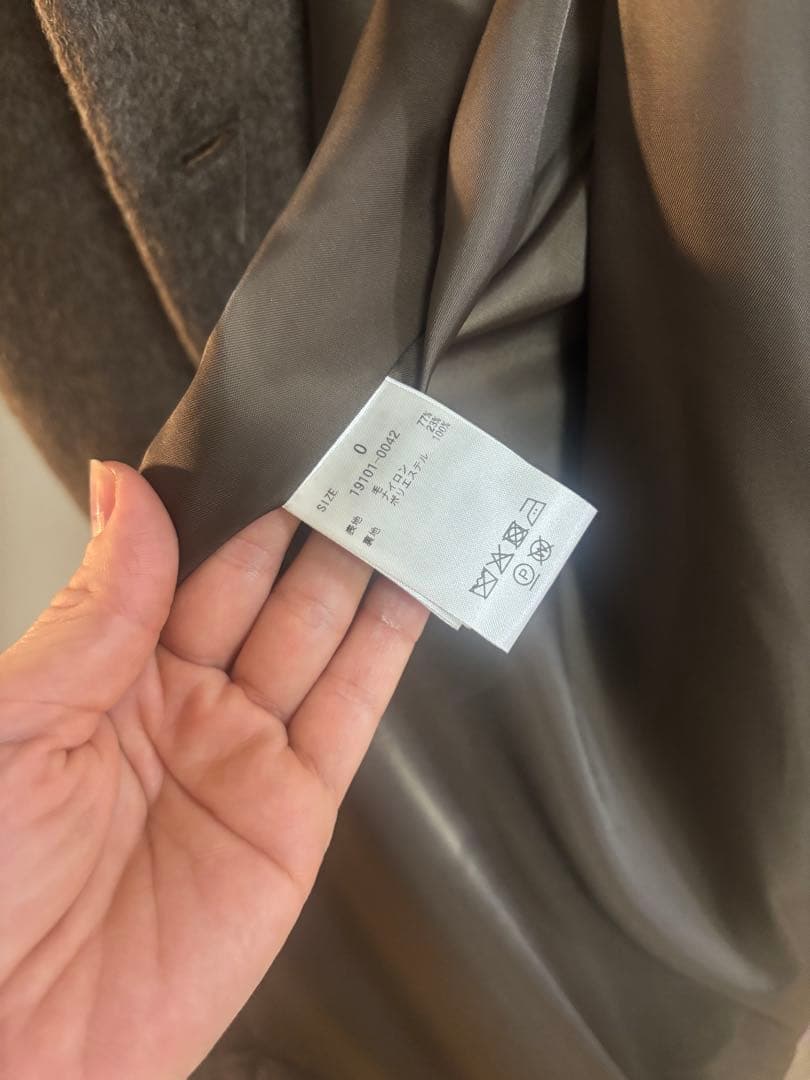 SIZE 0
19101-0042
表地 毛 77%
ナイロン 23%
裏地 ポリエステル 100%
P W